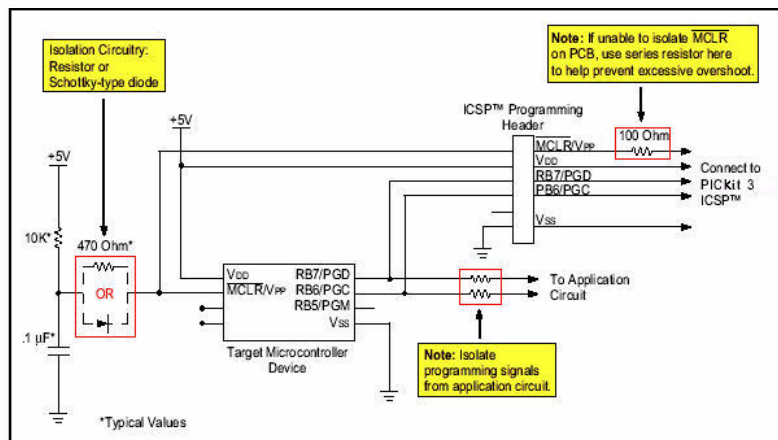 Isolation Circuitry:
Resistor or
Schottky-type diode
Note: If unable to isolate MCLR
on PCB, use series resistor here
to help prevent excessive overshoot.
+5V
ICSP™ Programming
Header
100 Ohm
MCLR/VPP
VDD
RB7/PGD
PB6/PGC
VSS
Connect to
PICkit 3
ICSP™
+5V
10K*
470 Ohm*
OR
.1 µF*
VDD
MCLR/VPP
RB7/PGD
RB6/PGC
RB5/PGM
VSS
Target Microcontroller
Device
To Application
Circuit
Note: Isolate
programming signals
from application circuit.
*Typical Values